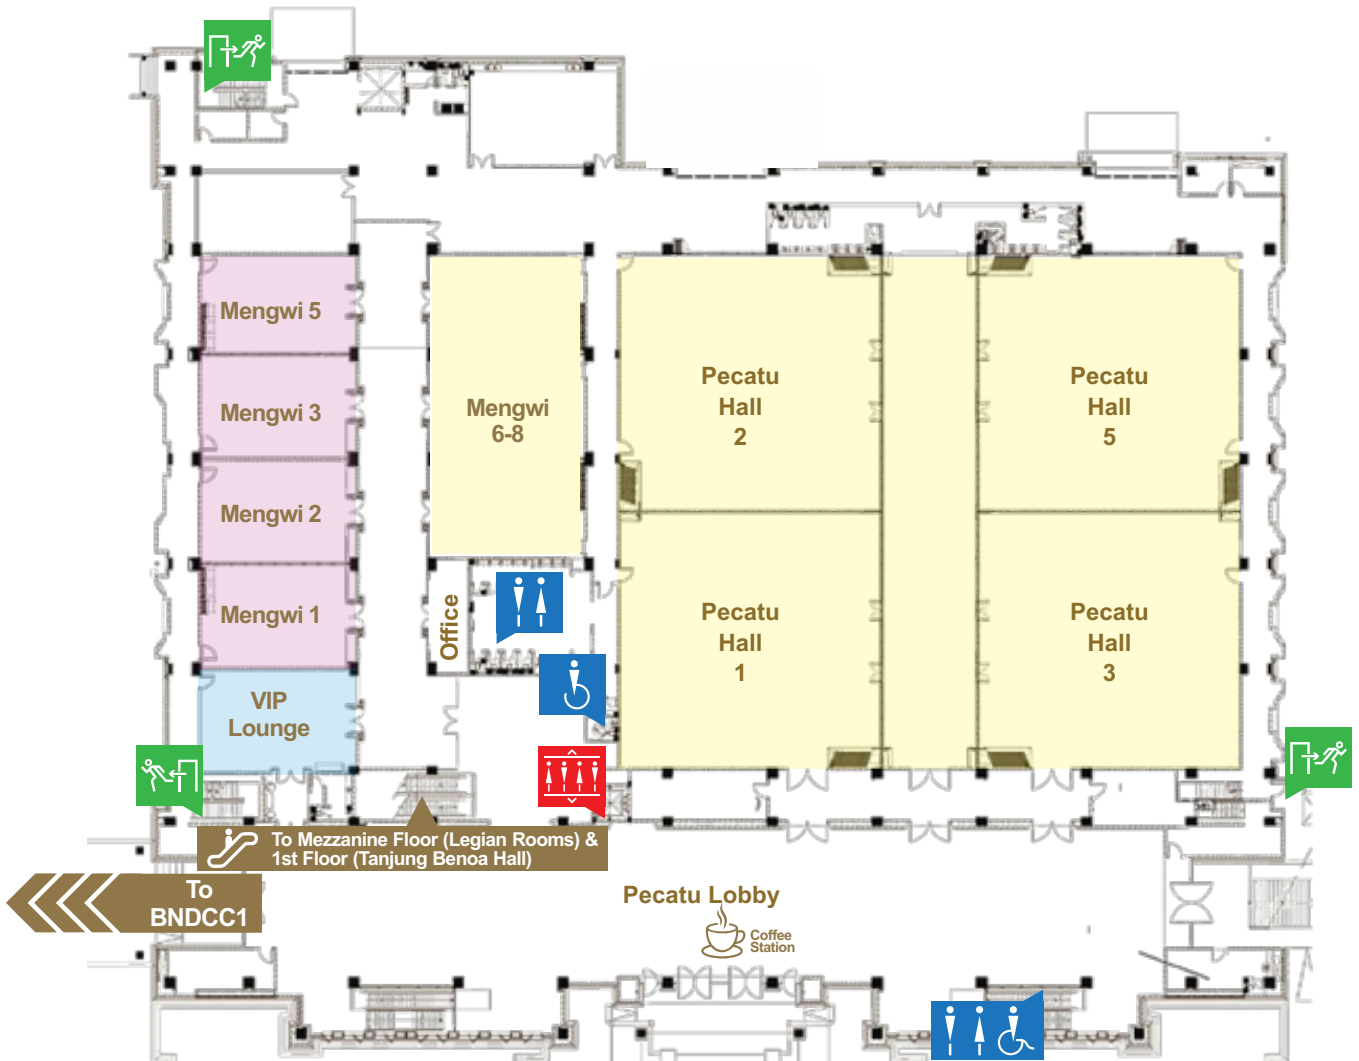 Mengwi 5
Mengwi 3
Mengwi 2
Mengwi 1
VIP
Lounge
Mengwi
6-8
Office
Pecatu
Hall
2
Pecatu
Hall
5
Pecatu
Hall
1
Pecatu
Hall
3
To Mezzanine Floor (Legian Rooms) &
1st Floor (Tanjung Benoa Hall)
To
BNDCC1
Pecatu Lobby
Coffee
Station